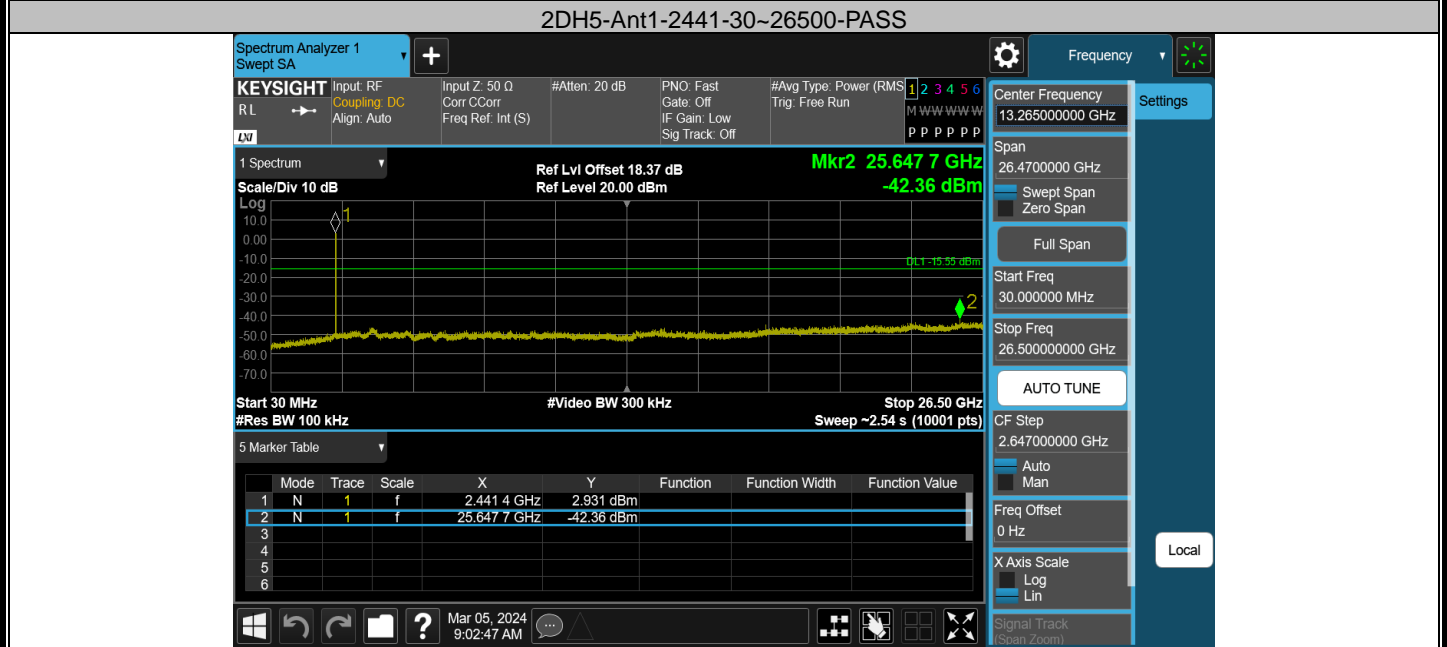 2DH5-Ant1-2441-30~26500-PASS
Spectrum Analyzer 1
Swept SA
+
Frequency
KEYSIGHT
RL
LXI
Input: RF
Coupling: DC
Align: Auto
Input Z: 50 Ω
Corr CCorr
Freq Ref: Int (S)
#Atten: 20 dB
PNO: Fast
Gate: Off
IF Gain: Low
Sig Track: Off
#Avg Type: Power (RMS
Trig: Free Run
1 2 3 4 5 6
M W W W W W
P P P P P P
Center Frequency
13.265000000 GHz
Settings
Span
26.4700000 GHz
Swept Span
Zero Span
Full Span
Start Freq
30.000000 MHz
Stop Freq
26.500000000 GHz
AUTO TUNE
CF Step
2.647000000 GHz
Auto
Man
Freq Offset
0 Hz
X Axis Scale
Log
Lin
Signal Track
(Span Zoom)
Local
1 Spectrum
Ref Lvl Offset 18.37 dB
Mkr2 25.647 7 GHz
Scale/Div 10 dB
Ref Level 20.00 dBm
-42.36 dBm
Log
10.0
0.00
-10.0
-20.0
-30.0
-40.0
-50.0
-60.0
-70.0
1
DL1 -15.55 dBm
2
Start 30 MHz
#Video BW 300 kHz
Stop 26.50 GHz
#Res BW 100 kHz
Sweep ~2.54 s (10001 pts)
5 Marker Table
Mode Trace Scale X Y Function Function Width Function Value
1 N 1 f 2.441 4 GHz 2.931 dBm
2 N 1 f 25.647 7 GHz -42.36 dBm
3
4
5
6
?
Mar 05, 2024
9:02:47 AM